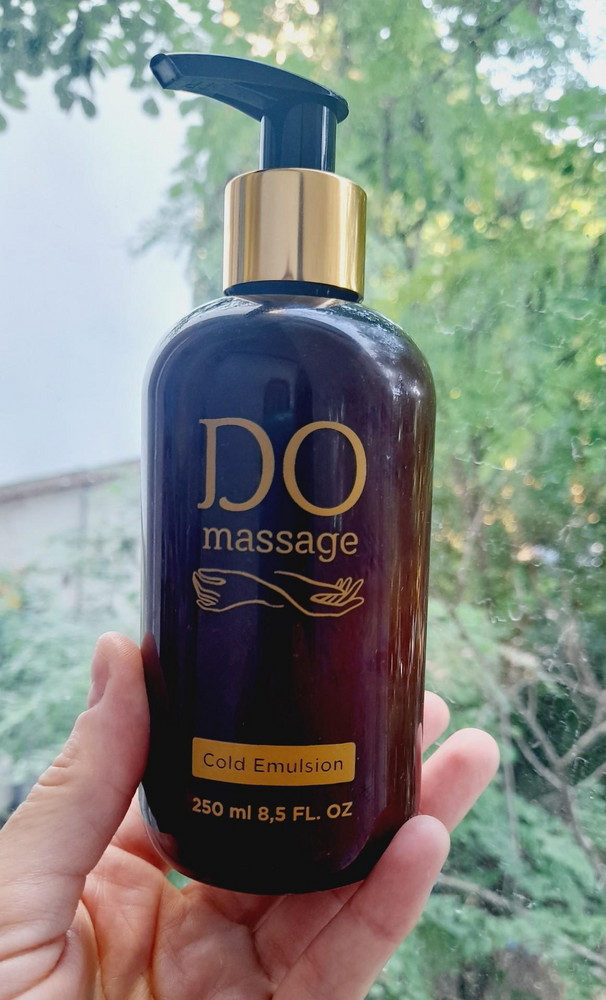 DO
massage
Cold Emulsion
250 ml 8,5 FL. OZ